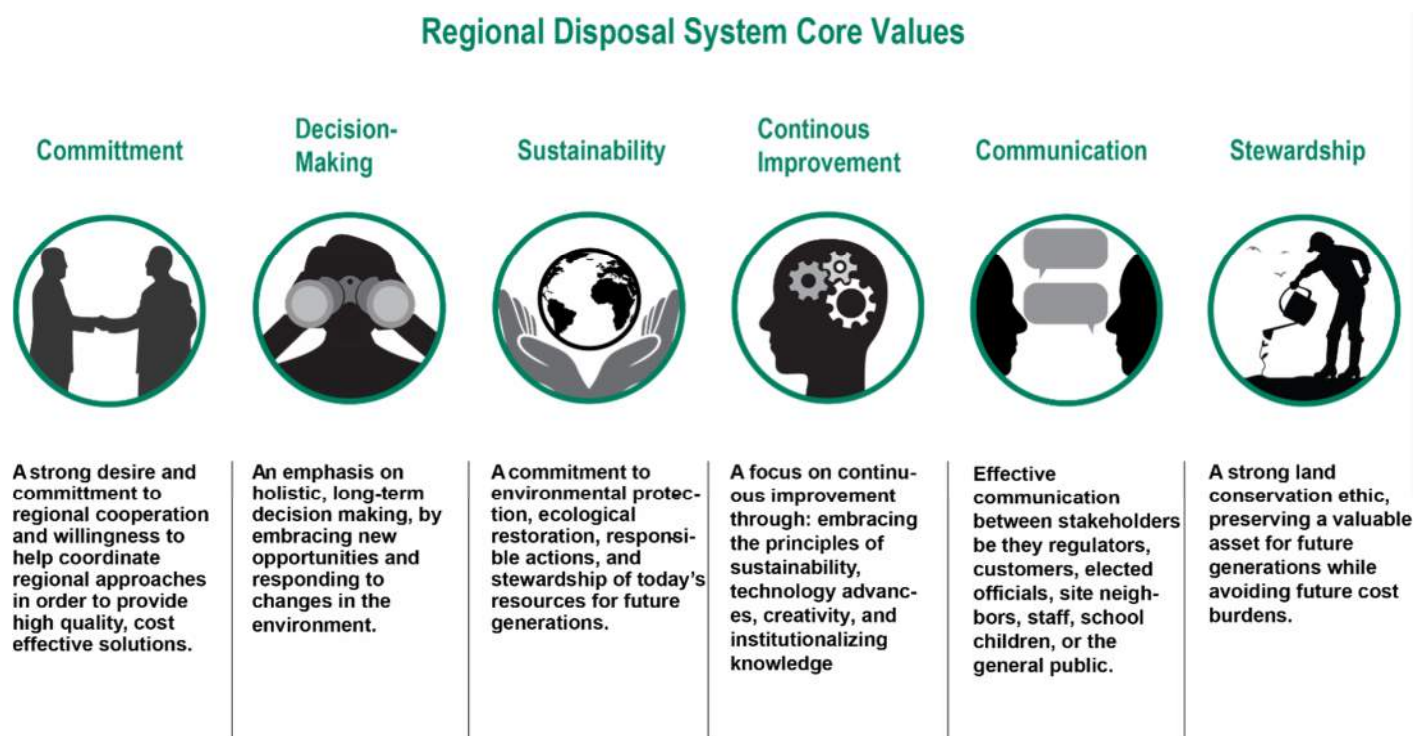 Regional Disposal System Core Values
Committment
Decision-
Making
Sustainability
Continous
Improvement
Communication
Stewardship
A strong desire and
committment to
regional cooperation
and willingness to
help coordinate
regional approaches
in order to provide
high quality, cost
effective solutions.
An emphasis on
holistic, long-term
decision making, by
embracing new
opportunities and
responding to
changes in the
environment.
A commitment to
environmental protec-
tion, ecological
restoration, responsi-
ble actions, and
stewardship of today's
resources for future
generations.
A focus on continu-
ous improvement
through: embracing
the principles of
sustainability,
technology advanc-
es, creativity, and
institutionalizing
knowledge
Effective
communication
between stakeholders
be they regulators,
customers, elected
officials, site neigh-
bors, staff, school
children, or the
general public.
A strong land
conservation ethic,
preserving a valuable
asset for future
generations while
avoiding future cost
burdens.